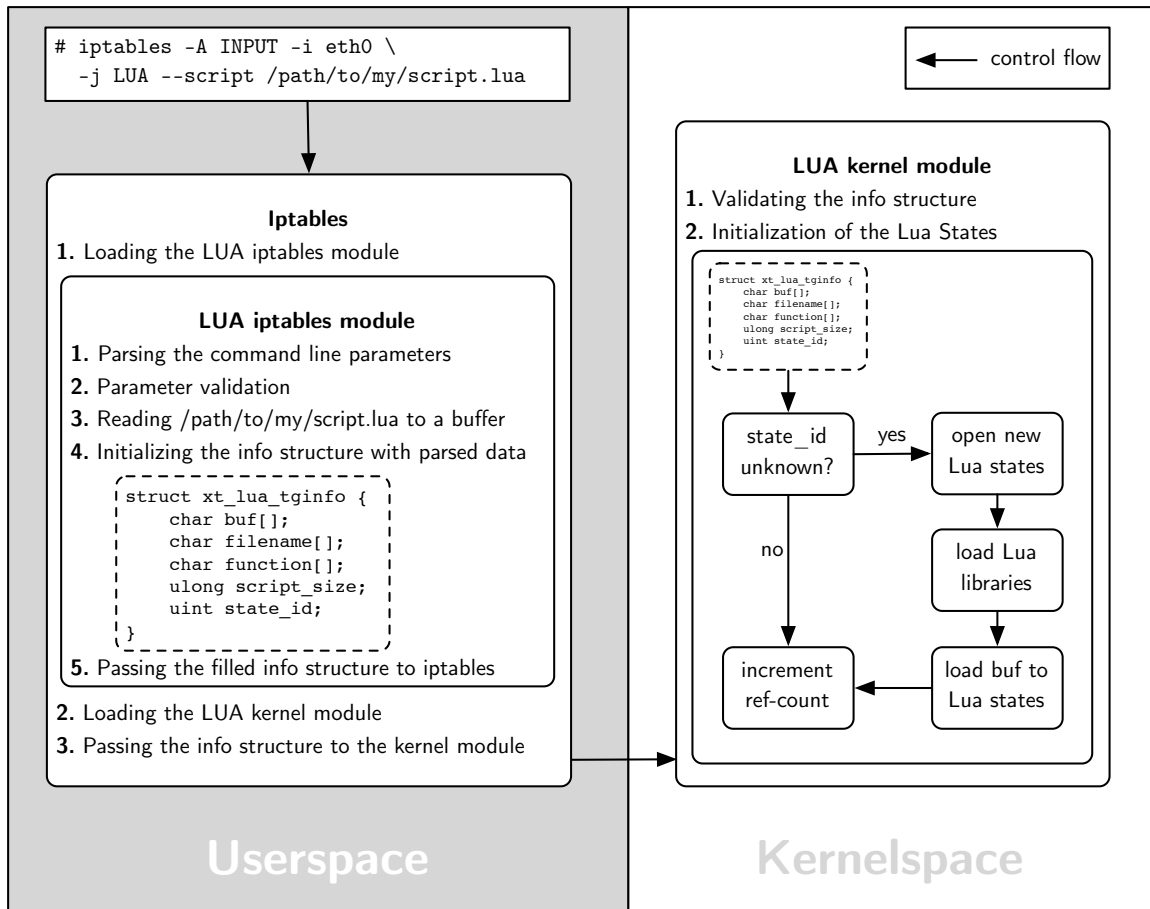 # iptables -A INPUT -i eth0 \
-j LUA --script /path/to/my/script.lua
Iptables
1. Loading the LUA iptables module
LUA iptables module
1. Parsing the command line parameters
2. Parameter validation
3. Reading /path/to/my/script.lua to a buffer
4. Initializing the info structure with parsed data
struct xt_lua_tginfo {
char buf[];
char filename[];
char function[];
ulong script_size;
uint state_id;
}
5. Passing the filled info structure to iptables
2. Loading the LUA kernel module
3. Passing the info structure to the kernel module
Userspace
control flow
LUA kernel module
1. Validating the info structure
2. Initialization of the Lua States
struct xt_lua_tginfo {
char buf[];
char filename[];
char function[];
ulong script_size;
uint state_id;
}
state_id
unknown?
yes
open new
Lua states
no
load Lua
libraries
increment
ref-count
load buf to
Lua states
Kernelspace